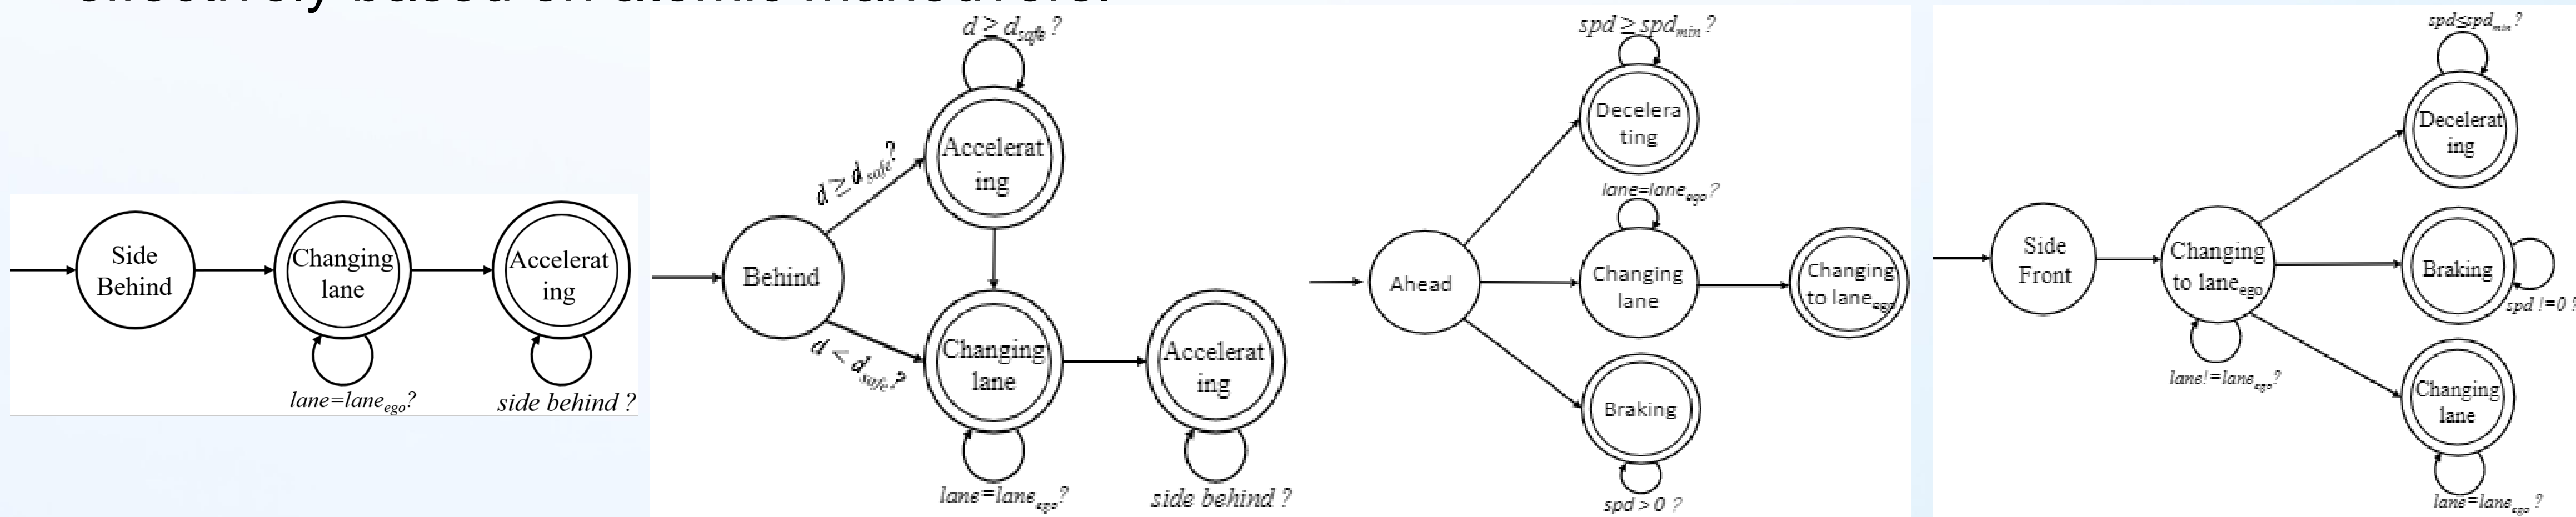 effectively based on atomic maneuvers.
Side
Behind
Changing
lane
Accelerat
ing
lane=lane_ego?
side behind ?
d ≥ d_safe ?
Accelerat
ing
d ≥ d_safe?
Behind
d < d_safe?
Changing
lane
Accelerat
ing
lane=lane_ego?
side behind ?
spd ≥ spd_min ?
Decelera
ting
lane=lane_ego?
Ahead
Changing
lane
Changing
to lane_ego
Braking
spd > 0 ?
spd≤spd_min ?
Decelerat
ing
Side
Front
Changing
to lane_ego
Braking
spd !=0 ?
lane!=lane_ego?
Changing
lane
lane=lane_ego ?